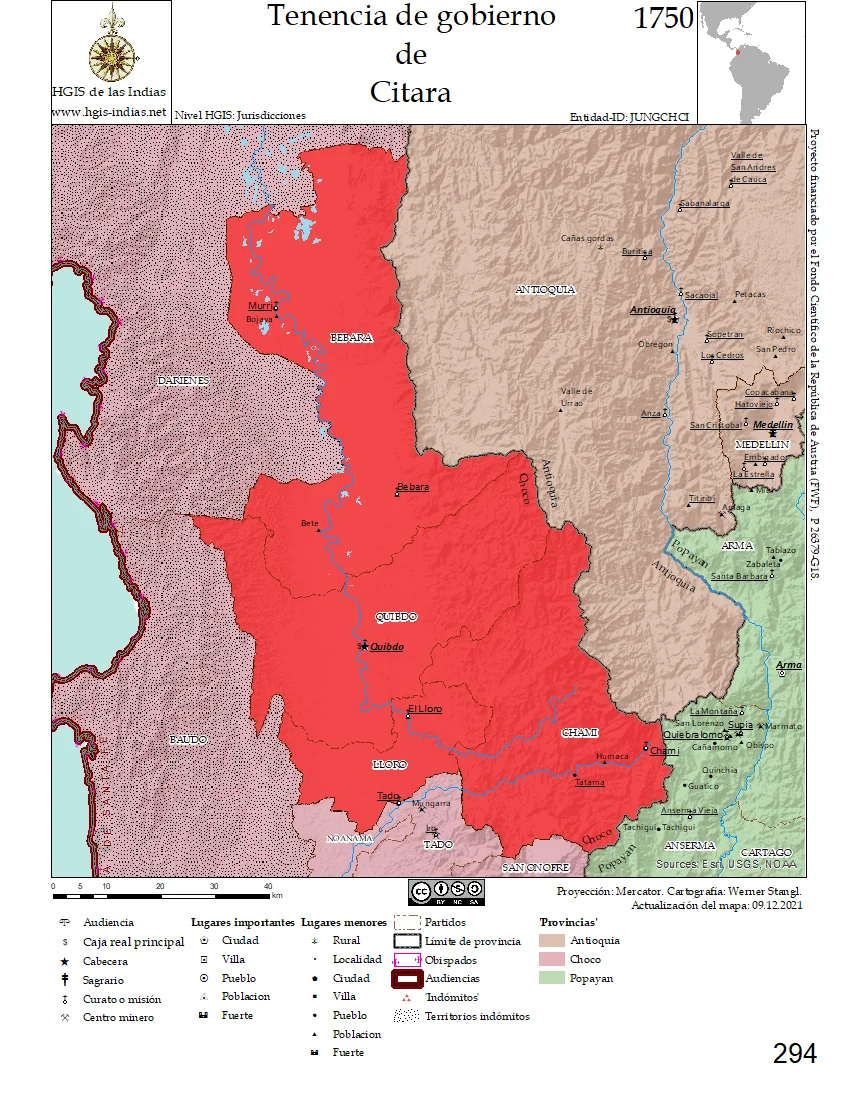 Tenencia de gobierno
de
Citara
1750
HGIS de las Indias
www.hgis-indias.net
Nivel HGIS: Jurisdicciones
Entidad-ID: JUNGCHCI
Proyecto financiado por el Fondo Científico de la República de Austria (FWF), P 26379-G18.
Valle de
San Andres
de Cauca
Sabanalarga
Cañas gordas
Buritica
ANTIOQUIA
Sacaojal
Petacas
Antioquia
S
Murri
Bojaya
BEBARA
Sopetran
Riochico
Obregon
Los Cedros
San Pedro
DARIENES
Valle de
Urrao
Copacabana
Hatoviejo
Anza
San Cristobal
Medellin
MEDELLIN
Embigado
La Estrella
Bebara
Choco
Antioquia
Titiribi
Amaga
Bete
Popayan
Antioquia
ARMA
Tablazo
Zabaleta
Santa Barbara
QUIBDO
S
Quibdo
Arma
El Lloro
La Montaña
San Lorenzo
Supia
Marmato
Quiebralomo
BAUDO
CHAMI
Chami
Cañamomo
Obispo
Humaca
LLORO
Tatama
Quinchia
Guatico
Tado
Mungarra
Anserma Vieja
NOANAMA
Iro
TADO
Choco
Popayan
Tachigui
Tachigui
ANSERMA
CARTAGO
SAN ONOFRE
Sources: Esri, USGS, NOAA
0 5 10 20 30 40
km
CC BY NC SA
Proyección: Mercator. Cartografía: Werner Stangl.
Actualización del mapa: 09.12.2021
Audiencia
S Caja real principal
Cabecera
Sagrario
Curato o misión
Centro minero
Lugares importantes
Ciudad
Villa
Pueblo
Poblacion
Fuerte
Lugares menores
Rural
Localidad
Ciudad
Villa
Pueblo
Poblacion
Fuerte
Partidos
Límite de provincia
Obispados
Audiencias
'Indómitos'
Territorios indómitos
'Provincias'
Antioquia
Choco
Popayan
294